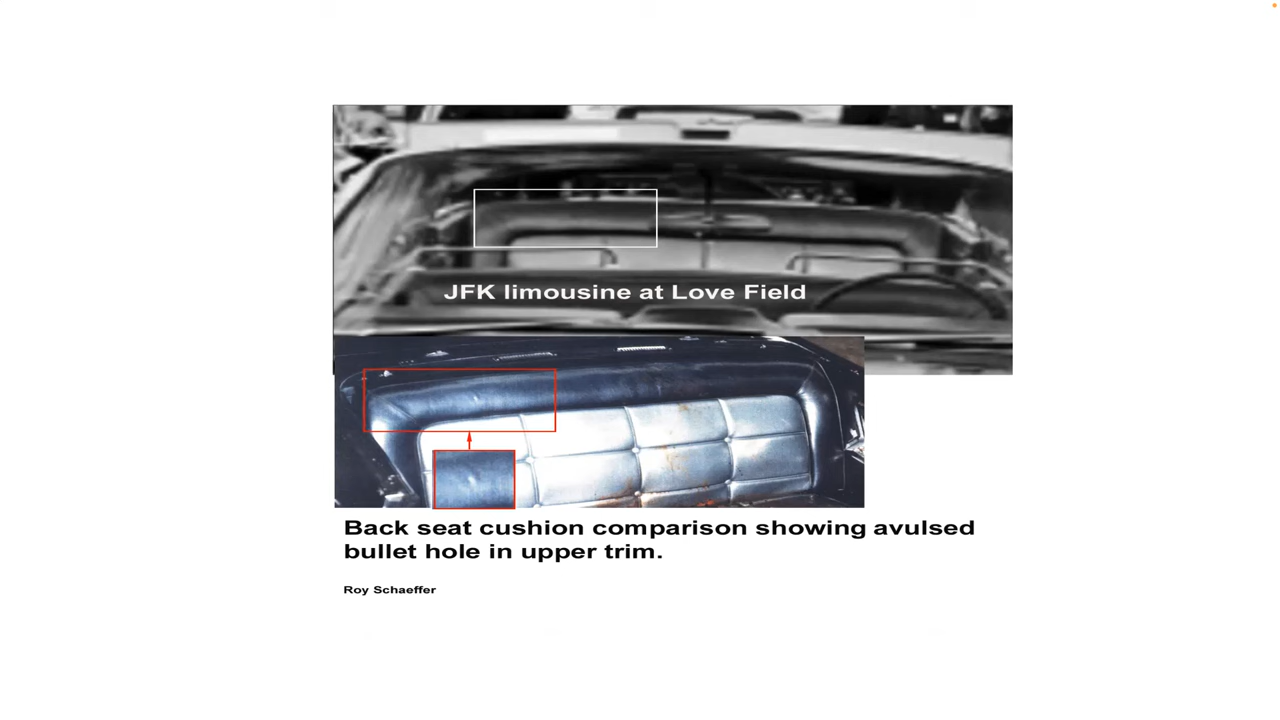 JFK limousine at Love Field
Back seat cushion comparison showing avulsed
bullet hole in upper trim.
Roy Schaeffer